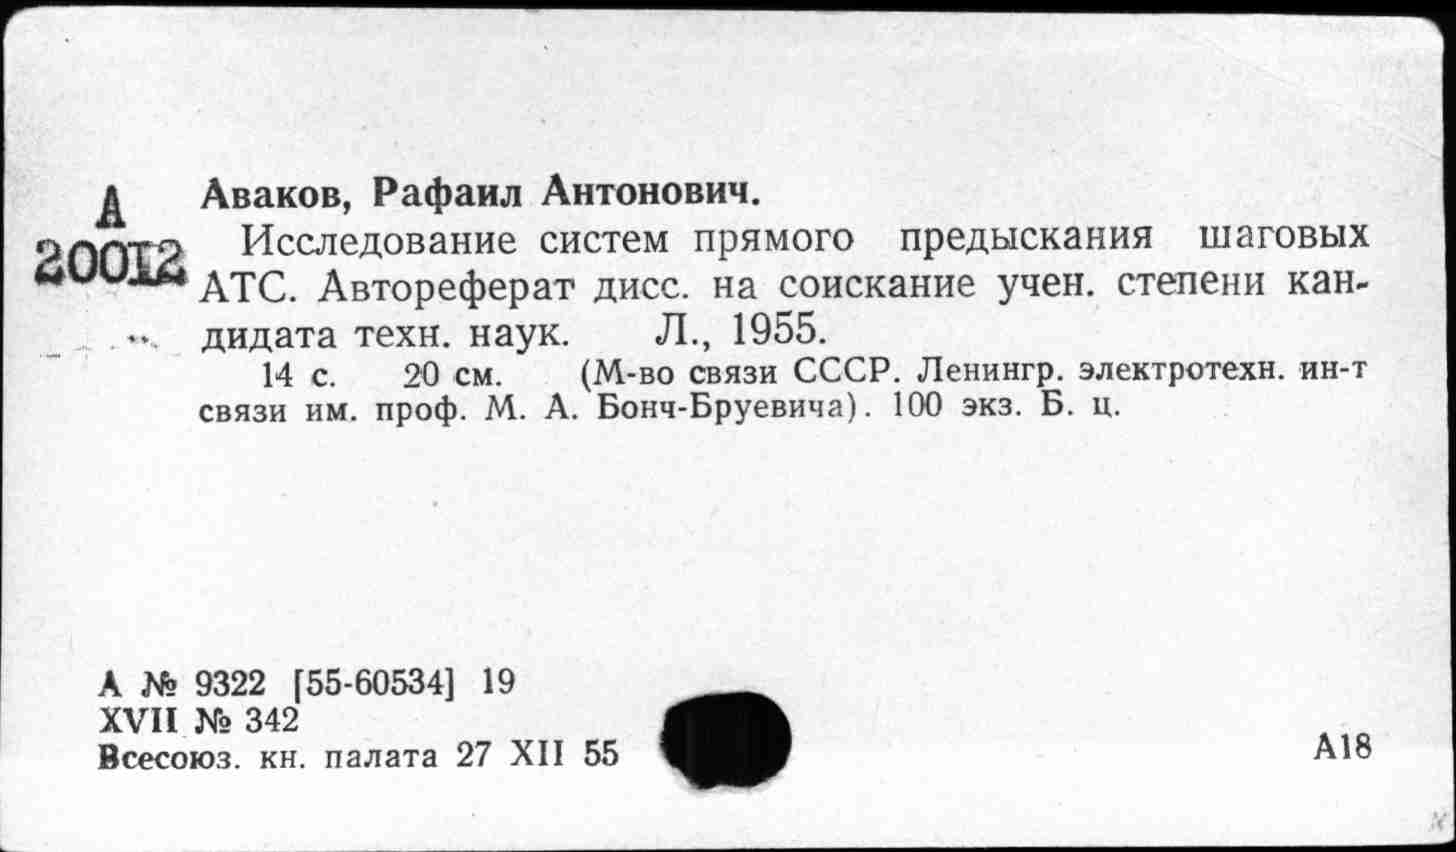 А
20012
Аваков, Рафаил Антонович.
Исследование систем прямого предыскания шаговых
АТС. Автореферат дисс. на соискание учен. степени кан-
дидата техн. наук. Л., 1955.
14 с. 20 см. (М-во связи СССР. Ленингр. электротехн. ин-т
связи им. проф. М. А. Бонч-Бруевича). 100 экз. Б. ц.
А № 9322 [55-60534] 19
XVII № 342
Всесоюз. кн. палата 27 XII 55
А18